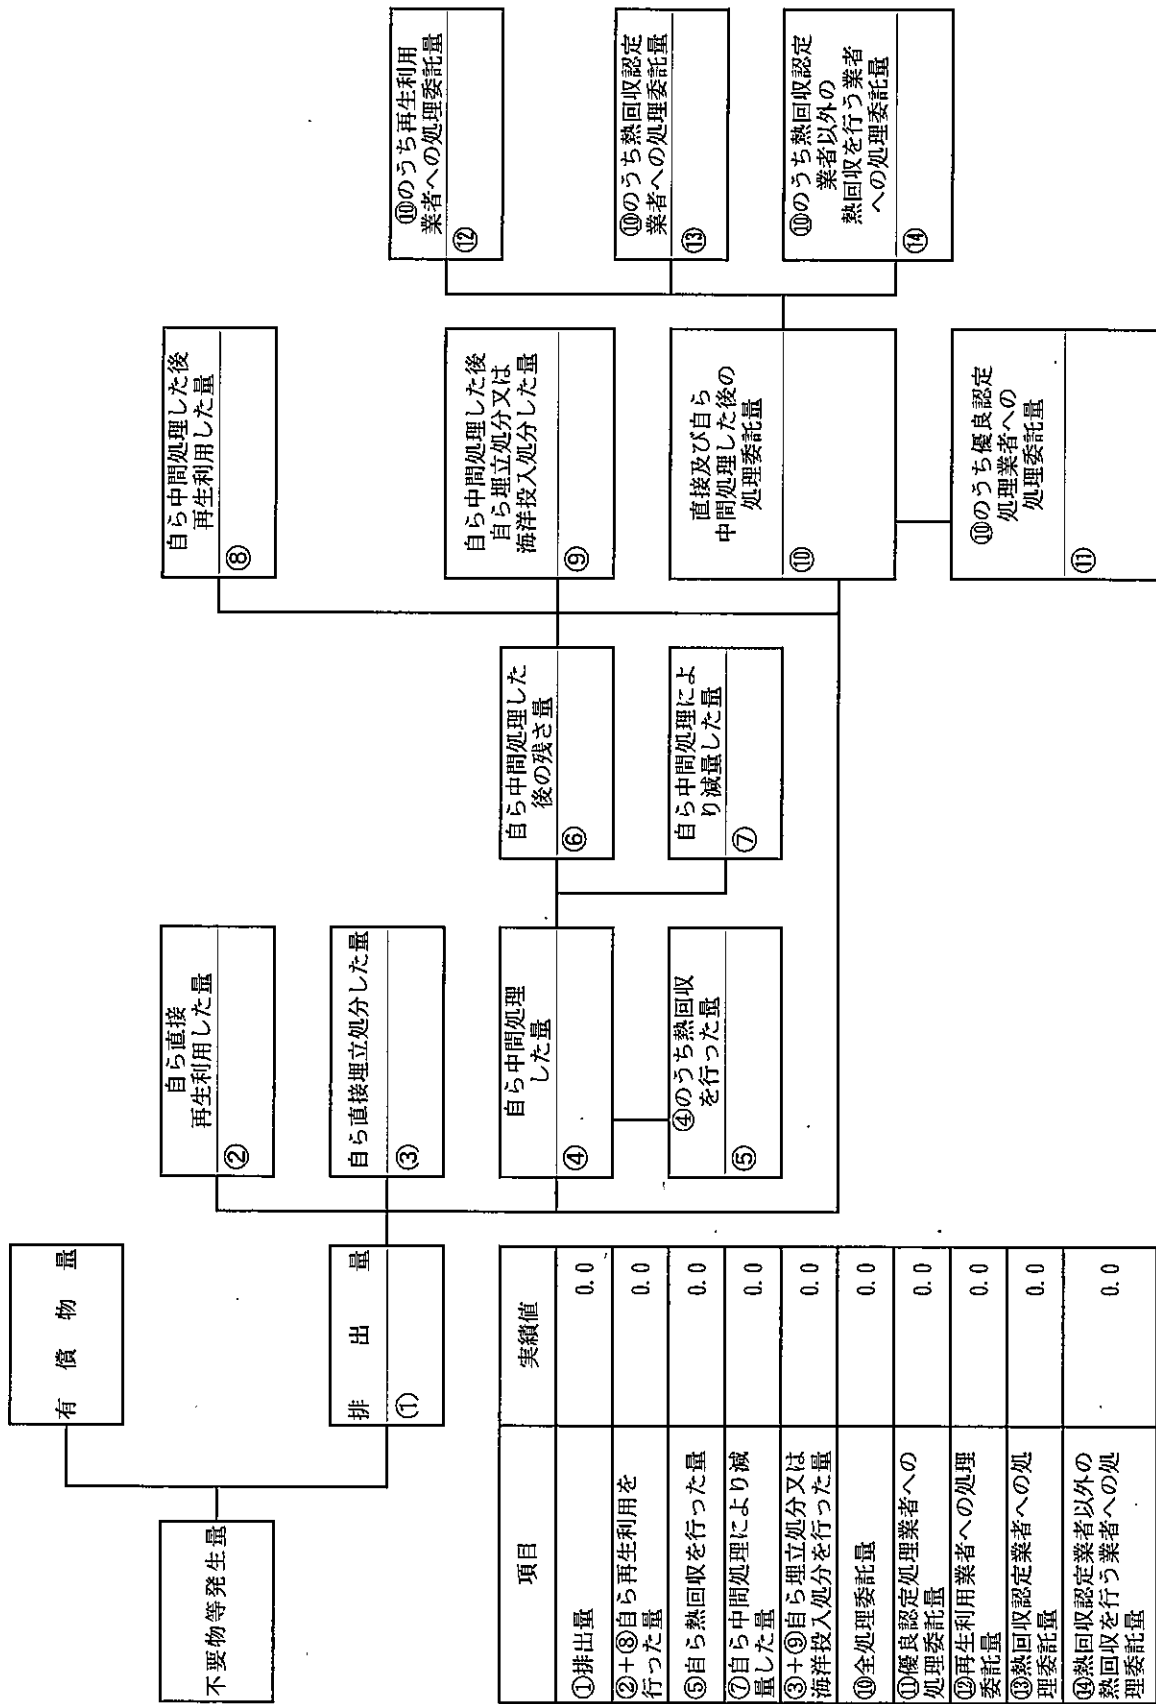 不要物等発生量
有償物量
排出量
①
自ら直接
再生利用した量
②
自ら直接埋立処分した量
③
自ら中間処理
した量
④
④のうち熱回収
を行った量
⑤
自ら中間処理した
後の残さ量
⑥
自ら中間処理によ
り減量した量
⑦
自ら中間処理した後
再生利用した量
⑧
自ら中間処理した後
自ら埋立処分又は
海洋投入処分した量
⑨
直接及び自ら
中間処理した後の
処理委託量
⑩
⑩のうち優良認定
処理業者への
処理委託量
⑪
⑩のうち再生利用
業者への処理委託量
⑫
⑩のうち熱回収認定
業者への処理委託量
⑬
⑩のうち熱回収認定
業者以外の
熱回収を行う業者
への処理委託量
⑭
項目 実績値
①排出量 0.0
②+⑧自ら再生利用を
行った量 0.0
⑤自ら熱回収を行った量 0.0
⑦自ら中間処理により減
量した量 0.0
③+⑨自ら埋立処分又は
海洋投入処分を行った量 0.0
⑩全処理委託量 0.0
⑪優良認定処理業者への
処理委託量 0.0
⑫再生利用業者への処理
委託量 0.0
⑬熱回収認定業者への処
理委託量 0.0
⑭熱回収認定業者以外の
熱回収を行う業者への処
理委託量 0.0